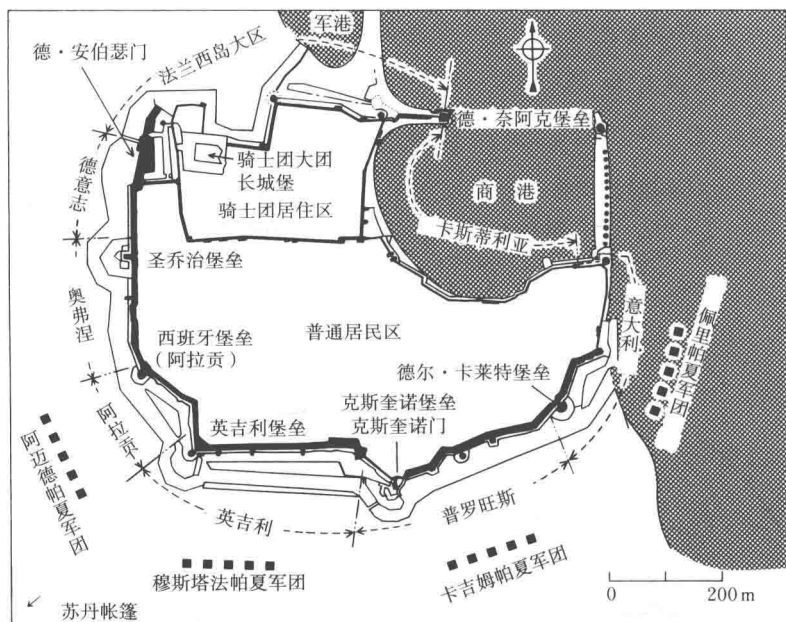 军港
法兰西岛大区
德·安伯瑟门
德·奈阿克堡垒
骑士团大团
长城堡
骑士团居住区
商港
卡斯蒂利亚
德意志
圣乔治堡垒
奥弗涅
西班牙堡垒
（阿拉贡）
普通居民区
意大利
佩里帕夏军团
德尔·卡莱特堡垒
克斯奎诺堡垒
克斯奎诺门
英吉利堡垒
阿拉贡
阿迈德帕夏军团
英吉利
普罗旺斯
穆斯塔法帕夏军团
卡吉姆帕夏军团
苏丹帐篷
0 200 m